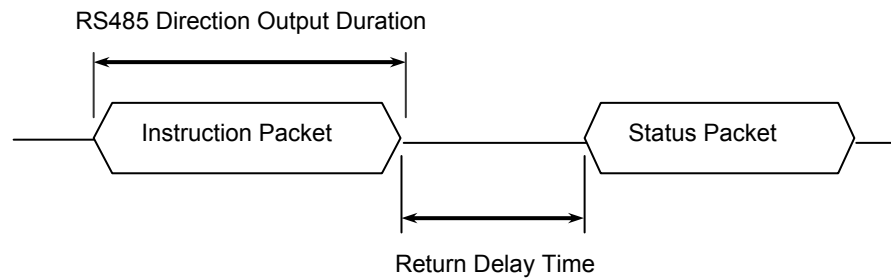 RS485 Direction Output Duration
Instruction Packet
Status Packet
Return Delay Time